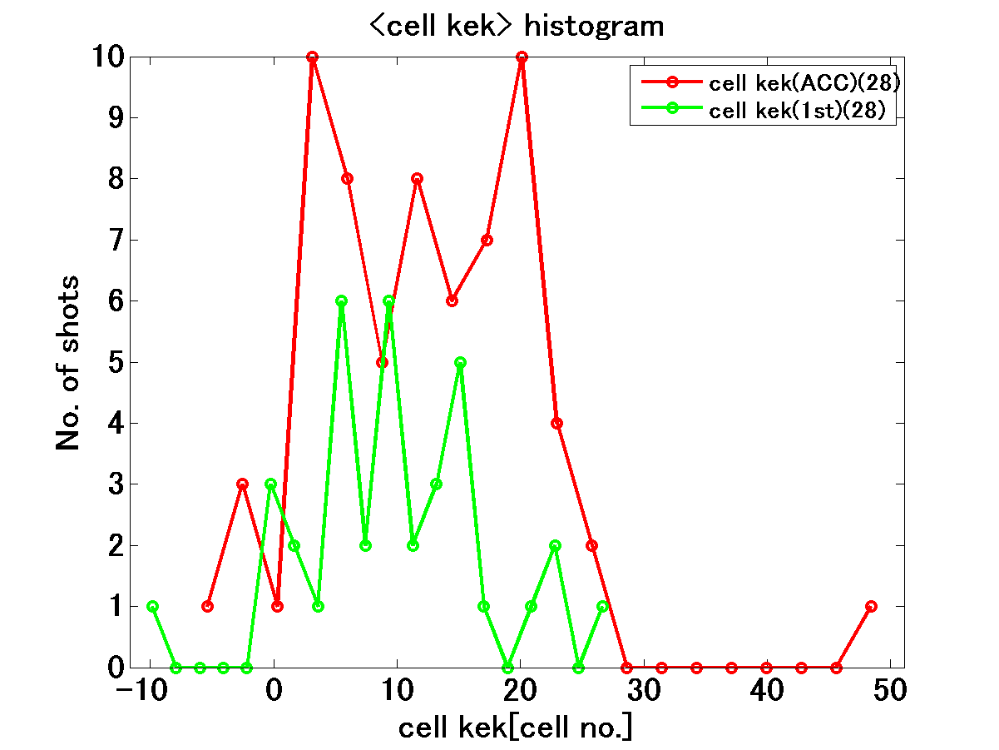 <cell kek> histogram
cell kek(ACC)(28)
cell kek(1st)(28)
No. of shots
10
9
8
7
6
5
4
3
2
1
0
-10 0 10 20 30 40 50
cell kek[cell no.]